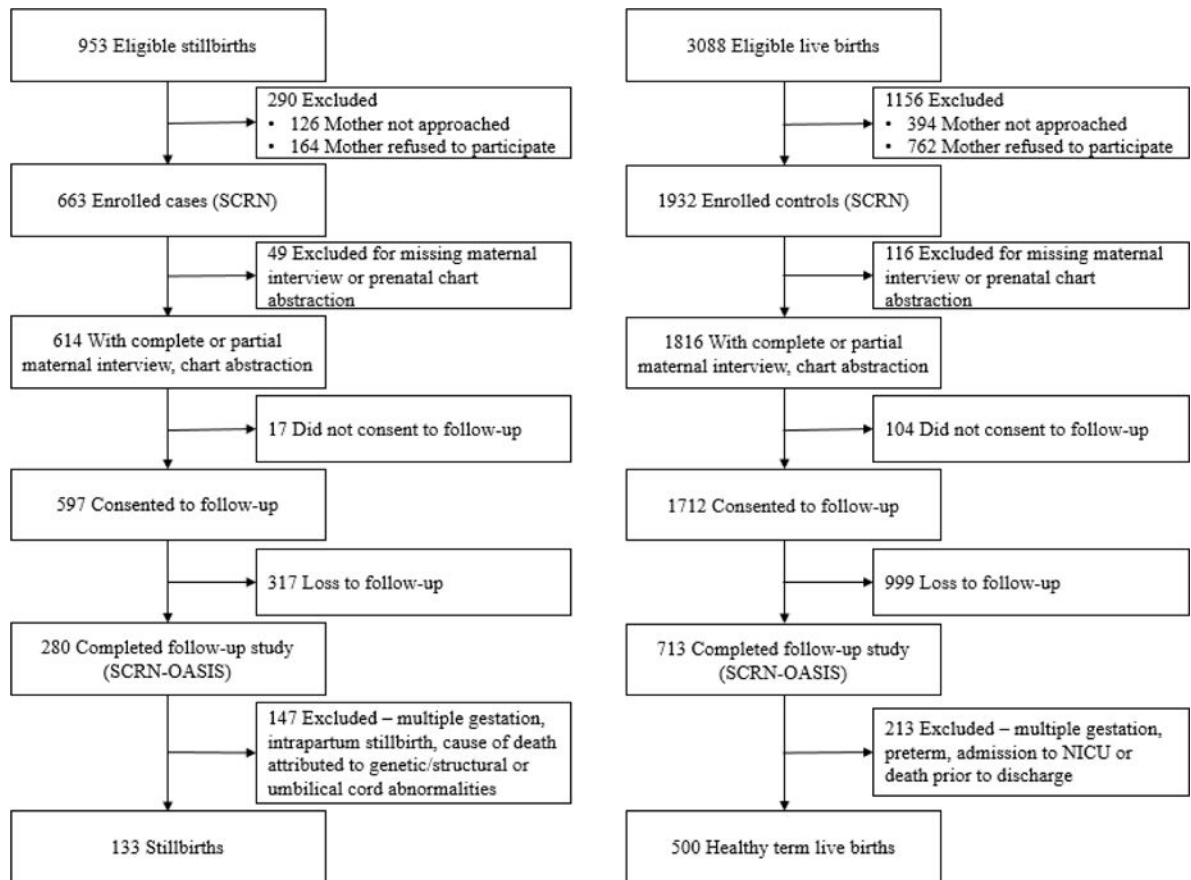 953 Eligible stillbirths
290 Excluded
• 126 Mother not approached
• 164 Mother refused to participate
663 Enrolled cases (SCRN)
49 Excluded for missing maternal
interview or prenatal chart
abstraction
614 With complete or partial
maternal interview, chart abstraction
17 Did not consent to follow-up
597 Consented to follow-up
317 Loss to follow-up
280 Completed follow-up study
(SCRN-OASIS)
147 Excluded – multiple gestation,
intrapartum stillbirth, cause of death
attributed to genetic/structural or
umbilical cord abnormalities
133 Stillbirths
3088 Eligible live births
1156 Excluded
• 394 Mother not approached
• 762 Mother refused to participate
1932 Enrolled controls (SCRN)
116 Excluded for missing maternal
interview or prenatal chart
abstraction
1816 With complete or partial
maternal interview, chart abstraction
104 Did not consent to follow-up
1712 Consented to follow-up
999 Loss to follow-up
713 Completed follow-up study
(SCRN-OASIS)
213 Excluded – multiple gestation,
preterm, admission to NICU or
death prior to discharge
500 Healthy term live births